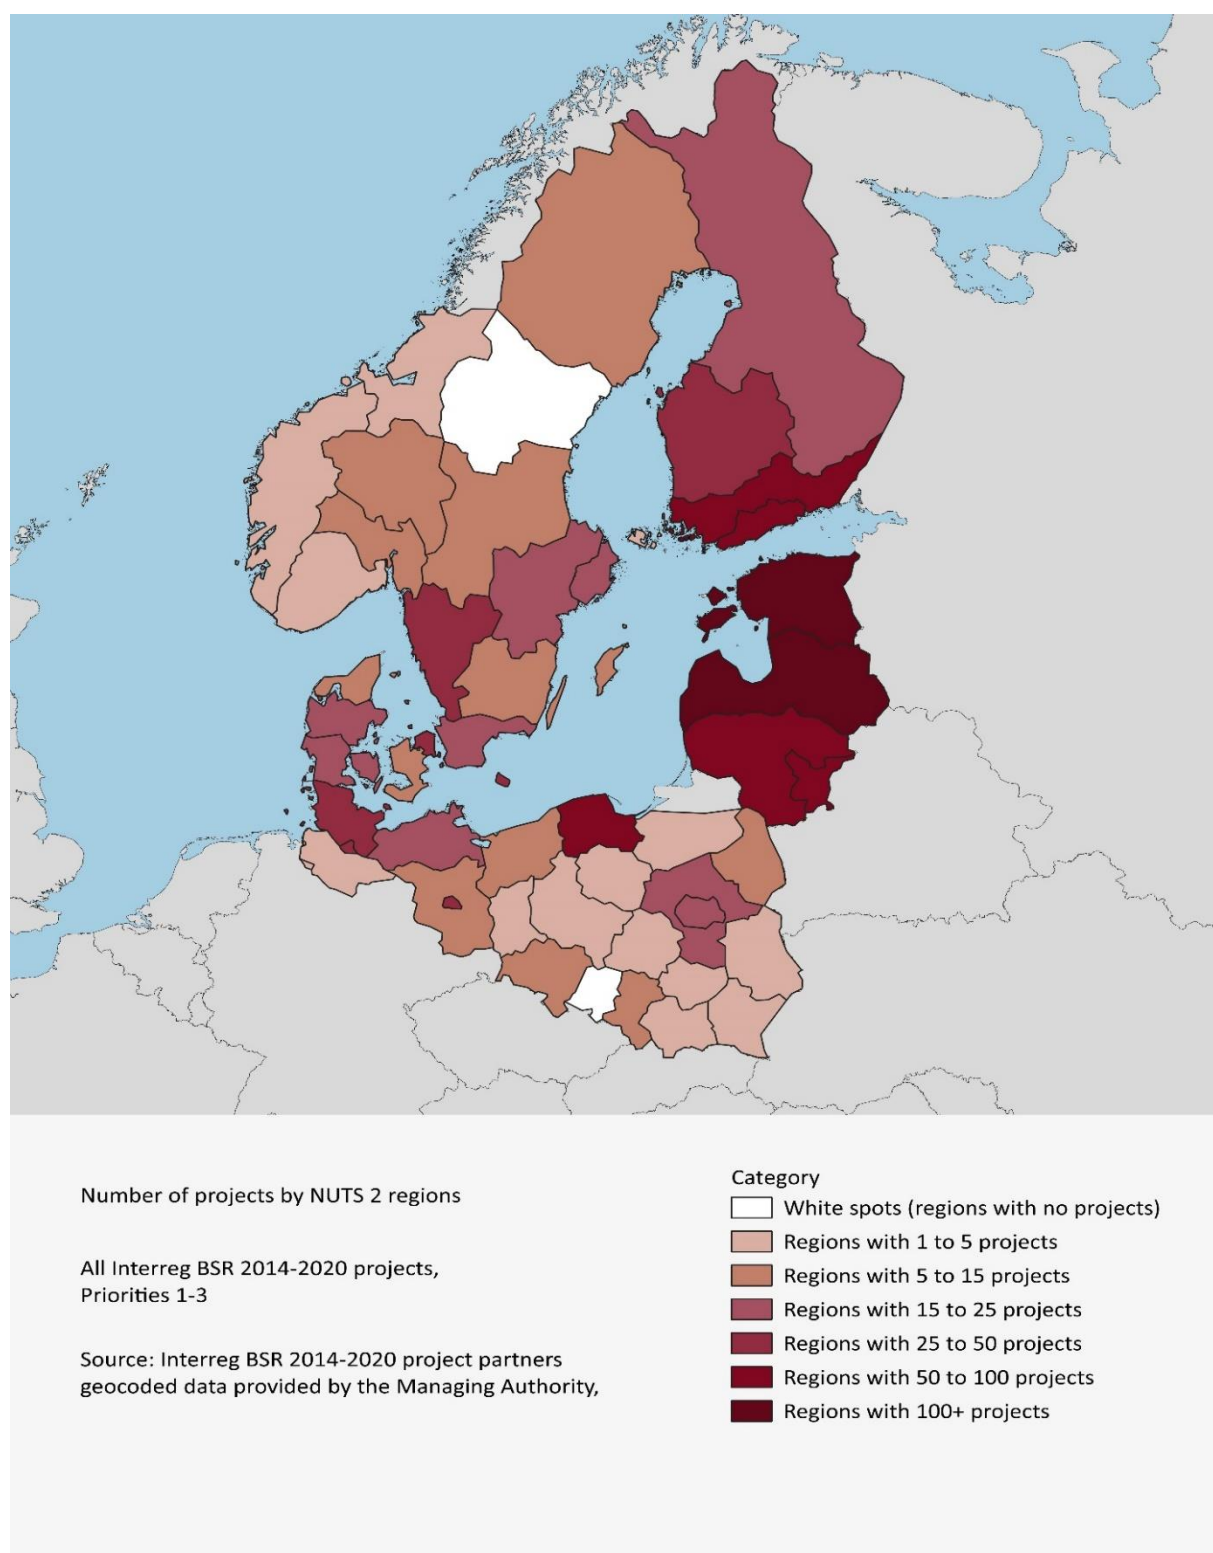 Number of projects by NUTS 2 regions
All Interreg BSR 2014-2020 projects,
Priorities 1-3
Source: Interreg BSR 2014-2020 project partners
geocoded data provided by the Managing Authority,
Category
White spots (regions with no projects)
Regions with 1 to 5 projects
Regions with 5 to 15 projects
Regions with 15 to 25 projects
Regions with 25 to 50 projects
Regions with 50 to 100 projects
Regions with 100+ projects